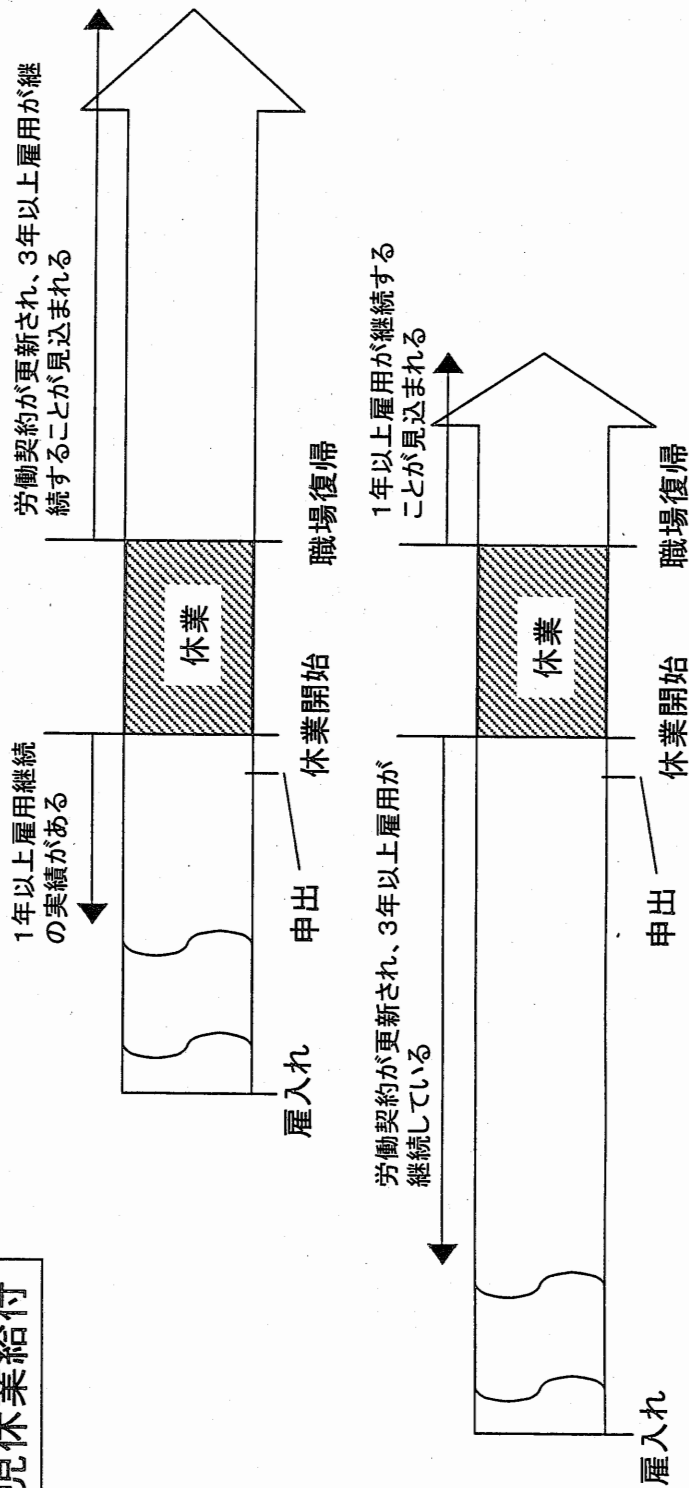 児休業給付
1年以上雇用継続
の実績がある
労働契約が更新され、3年以上雇用が継
続することが見込まれる
休業
雇入れ
申出
休業開始
職場復帰
労働契約が更新され、3年以上雇用が
継続している
1年以上雇用が継続する
ことが見込まれる
休業
雇入れ
申出
休業開始
職場復帰